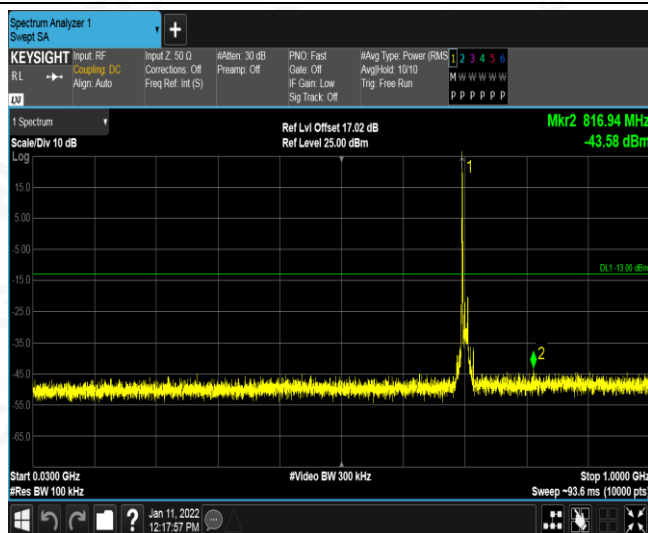 Spectrum Analyzer 1
Swept SA
+
KEYSIGHT
RL
Input: RF
Coupling: DC
Align: Auto
Input Z: 50 Ω
Corrections: Off
Freq Ref: Int (S)
#Atten: 30 dB
Preamp: Off
PNO: Fast
Gate: Off
IF Gain: Low
Sig Track: Off
#Avg Type: Power (RMS
Avg|Hold: 10/10
Trig: Free Run
1 2 3 4 5 6
M W W W W W
P P P P P P
1 Spectrum
Scale/Div 10 dB
Ref Lvl Offset 17.02 dB
Ref Level 25.00 dBm
Mkr2 816.94 MHz
-43.58 dBm
Log
1
15.0
5.00
-5.00
DL1 -13.00 dBm
-15.0
-25.0
-35.0
2
-45.0
-55.0
-65.0
Start 0.0300 GHz
#Res BW 100 kHz
#Video BW 300 kHz
Stop 1.0000 GHz
Sweep ~93.6 ms (10000 pts)
?
Jan 11, 2022
12:17:57 PM